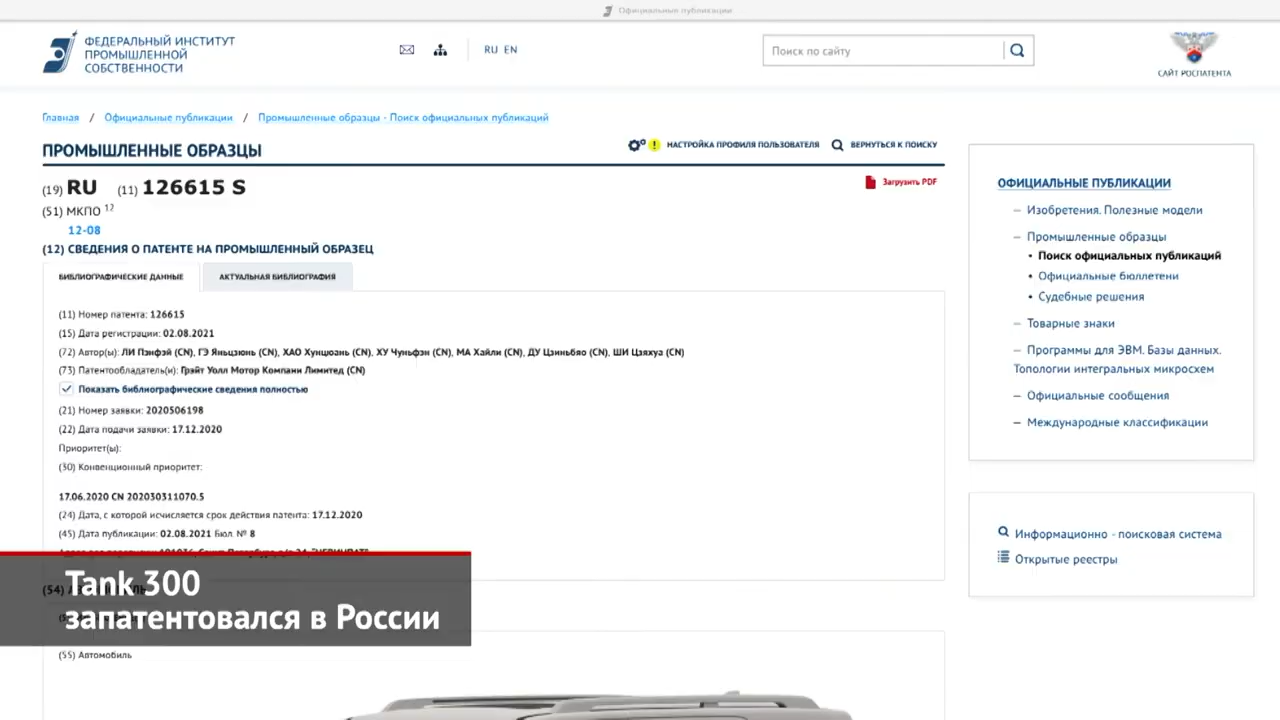 Официальные публикации
ФЕДЕРАЛЬНЫЙ ИНСТИТУТ
ПРОМЫШЛЕННОЙ
СОБСТВЕННОСТИ
RU EN
Поиск по сайту
САЙТ РОСПАТЕНТА
Главная / Официальные публикации / Промышленные образцы - Поиск официальных публикаций
ПРОМЫШЛЕННЫЕ ОБРАЗЦЫ
НАСТРОЙКА ПРОФИЛЯ ПОЛЬЗОВАТЕЛЯ
ВЕРНУТЬСЯ К ПОИСКУ
(19) RU (11) 126615 S
Загрузить PDF
(51) МКПО 12
12-08
(12) СВЕДЕНИЯ О ПАТЕНТЕ НА ПРОМЫШЛЕННЫЙ ОБРАЗЕЦ
БИБЛИОГРАФИЧЕСКИЕ ДАННЫЕ
АКТУАЛЬНАЯ БИБЛИОГРАФИЯ
(11) Номер патента: 126615
(15) Дата регистрации: 02.08.2021
(72) Автор(ы): ЛИ Пэнфэй (CN), ГЭ Яньцзюнь (CN), ХАО Хунцюань (CN), ХУ Чуньфэн (CN), МА Хайли (CN), ДУ Цзиньбяо (CN), ШИ Цзяхуа (CN)
(73) Патентообладатель(и): Грэйт Уолл Мотор Компани Лимитед (CN)
Показать библиографические сведения полностью
(21) Номер заявки: 2020506198
(22) Дата подачи заявки: 17.12.2020
Приоритет(ы):
(30) Конвенционный приоритет:
17.06.2020 CN 202030311070.5
(24) Дата, с которой исчисляется срок действия патента: 17.12.2020
(45) Дата публикации: 02.08.2021 Бюл. № 8
(54)
Tank 300
запатентовался в России
(55) Автомобиль
ОФИЦИАЛЬНЫЕ ПУБЛИКАЦИИ
– Изобретения. Полезные модели
– Промышленные образцы
• Поиск официальных публикаций
• Официальные бюллетени
• Судебные решения
– Товарные знаки
– Программы для ЭВМ. Базы данных.
Топологии интегральных микросхем
– Официальные сообщения
– Международные классификации
Информационно - поисковая система
Открытые реестры